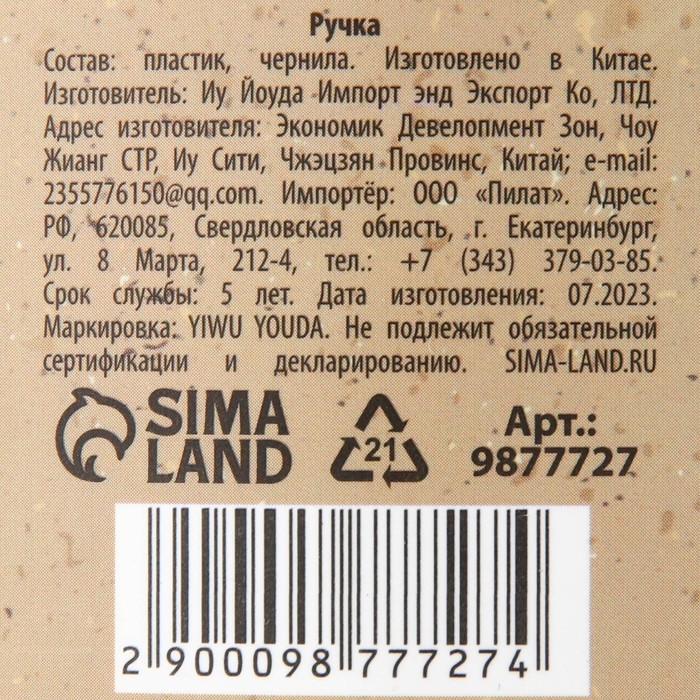 Ручка
Состав: пластик, чернила. Изготовлено в Китае.
Изготовитель: Иу Йоуда Импорт энд Экспорт Ко, ЛТД.
Адрес изготовителя: Экономик Девелопмент Зон, Чоу
Жианг СТР, Иу Сити, Чжэцзян Провинс, Китай; e-mail:
2355776150@qq.com. Импортёр: ООО «Пилат». Адрес:
РФ, 620085, Свердловская область, г. Екатеринбург,
ул. 8 Марта, 212-4, тел.: +7 (343) 379-03-85.
Срок службы: 5 лет. Дата изготовления: 07.2023.
Маркировка: YIWU YOUDA. Не подлежит обязательной
сертификации и декларированию. SIMA-LAND.RU
SIMA
LAND
21
Арт.:
9877727
2 900098 777274